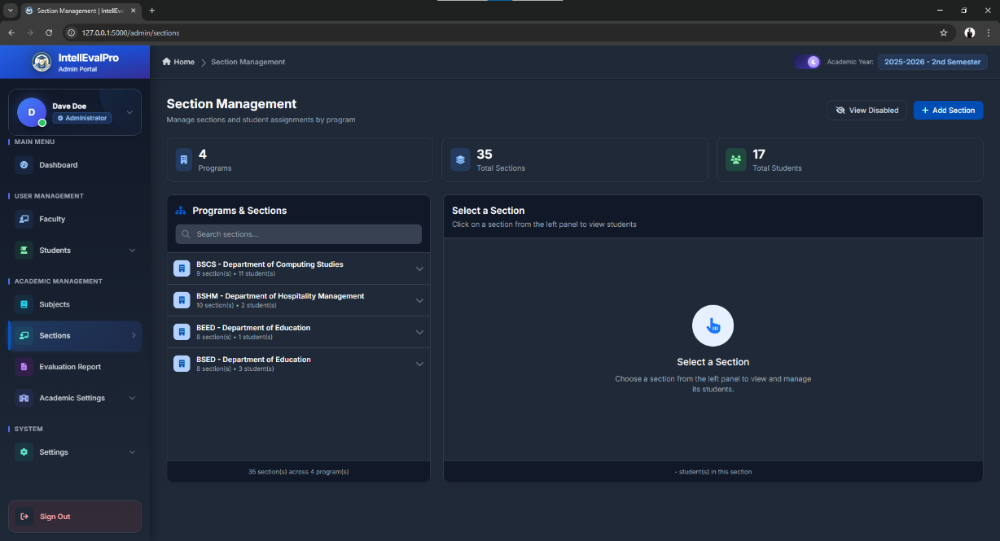 Section Management | IntellEva
127.0.0.1:5000/admin/sections
IntellEvalPro
Admin Portal
Home
Section Management
Academic Year:
2025-2026 - 2nd Semester
D
Dave Doe
Administrator
MAIN MENU
Dashboard
USER MANAGEMENT
Faculty
Students
ACADEMIC MANAGEMENT
Subjects
Sections
Evaluation Report
Academic Settings
SYSTEM
Settings
Sign Out
Section Management
Manage sections and student assignments by program
View Disabled
+ Add Section
4
Programs
35
Total Sections
17
Total Students
Programs & Sections
Search sections...
BSCS - Department of Computing Studies
9 section(s) • 11 student(s)
BSHM - Department of Hospitality Management
10 section(s) • 2 student(s)
BEED - Department of Education
8 section(s) • 1 student(s)
BSED - Department of Education
8 section(s) • 3 student(s)
35 section(s) across 4 program(s)
Select a Section
Click on a section from the left panel to view students
Select a Section
Choose a section from the left panel to view and manage
its students.
- student(s) in this section